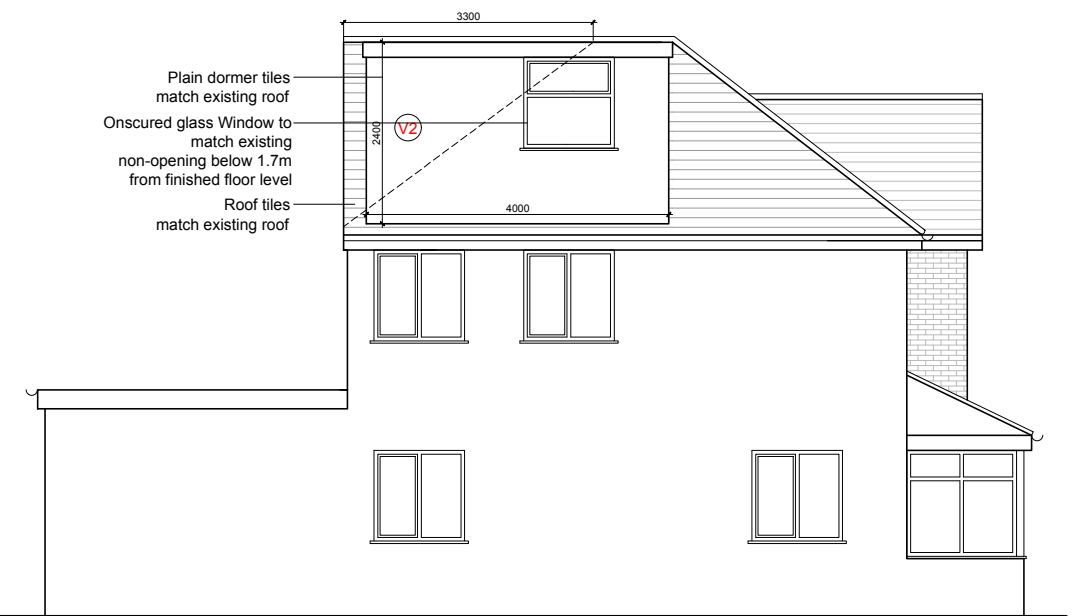 3300
Plain dormer tiles
match existing roof
Onscured glass Window to
match existing
non-opening below 1.7m
from finished floor level
Roof tiles
match existing roof
V2
2400
4000